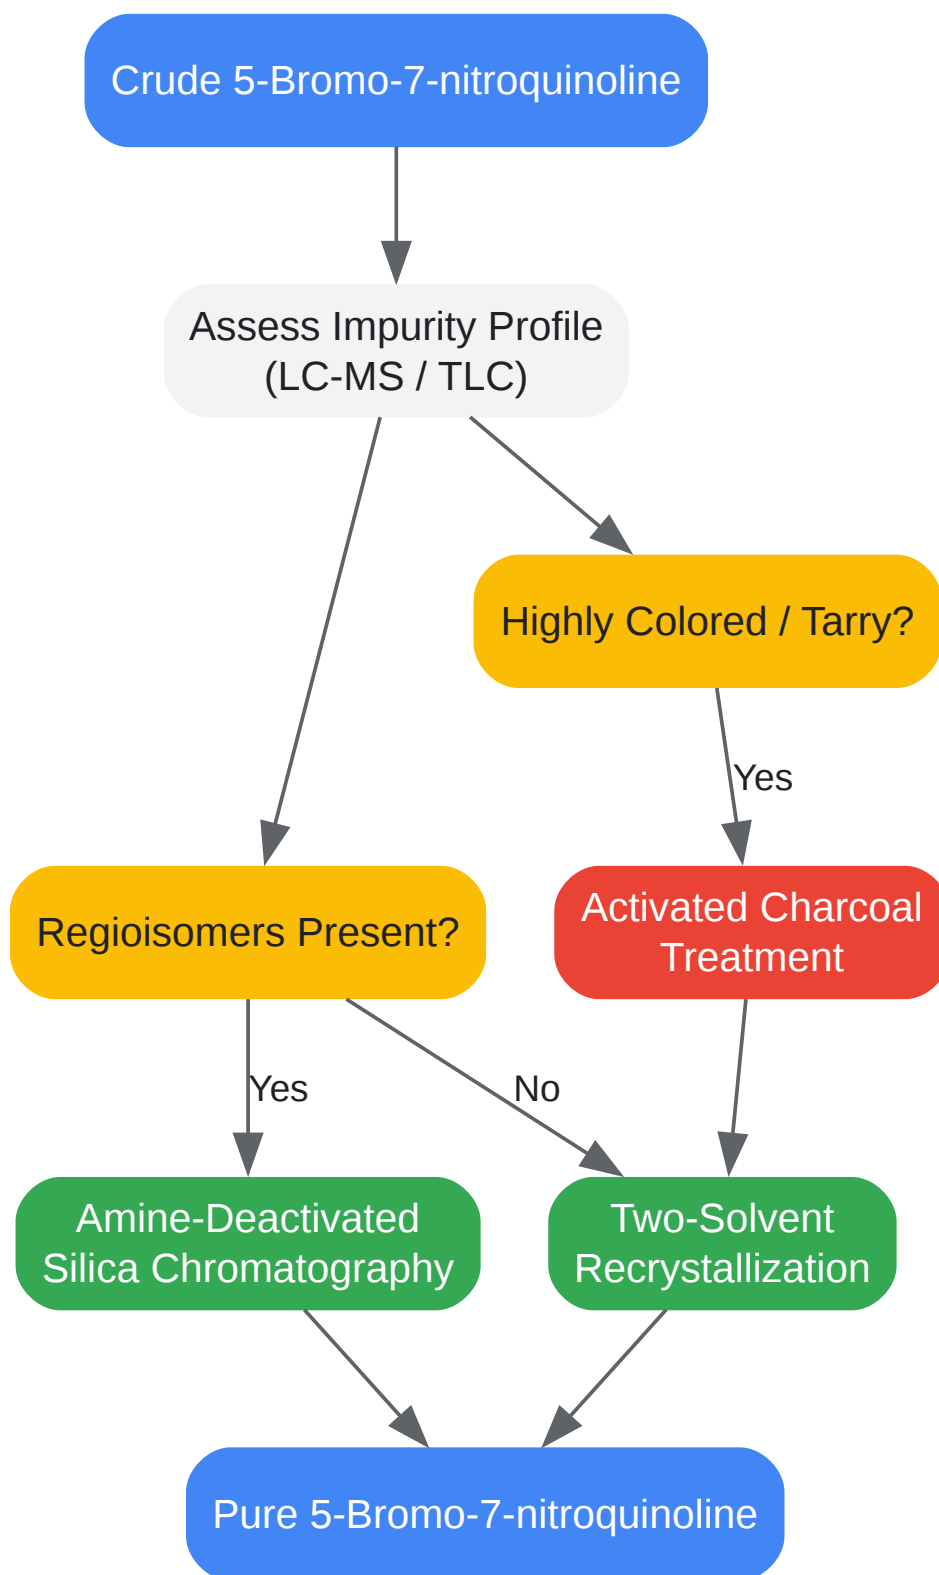 Crude 5-Bromo-7-nitroquinoline
Assess Impurity Profile
(LC-MS / TLC)
Highly Colored / Tarry?
Yes
Regioisomers Present?
Activated Charcoal
Treatment
Yes
No
Amine-Deactivated
Silica Chromatography
Two-Solvent
Recrystallization
Pure 5-Bromo-7-nitroquinoline